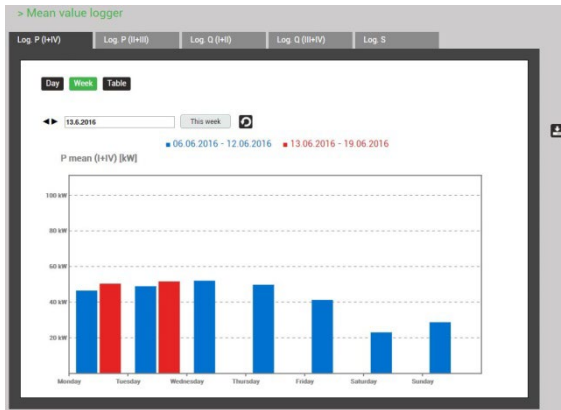 > Mean value logger
Log. P (I+IV) Log. P (II+III) Log. Q (I+II) Log. Q (III+IV) Log. S
Day Week Table
13.6.2016 This week
06.06.2016 - 12.06.2016 13.06.2016 - 19.06.2016
P mean (I+IV) [kW]
100 kW
80 kW
60 kW
40 kW
20 kW
Monday Tuesday Wednesday Thursday Friday Saturday Sunday